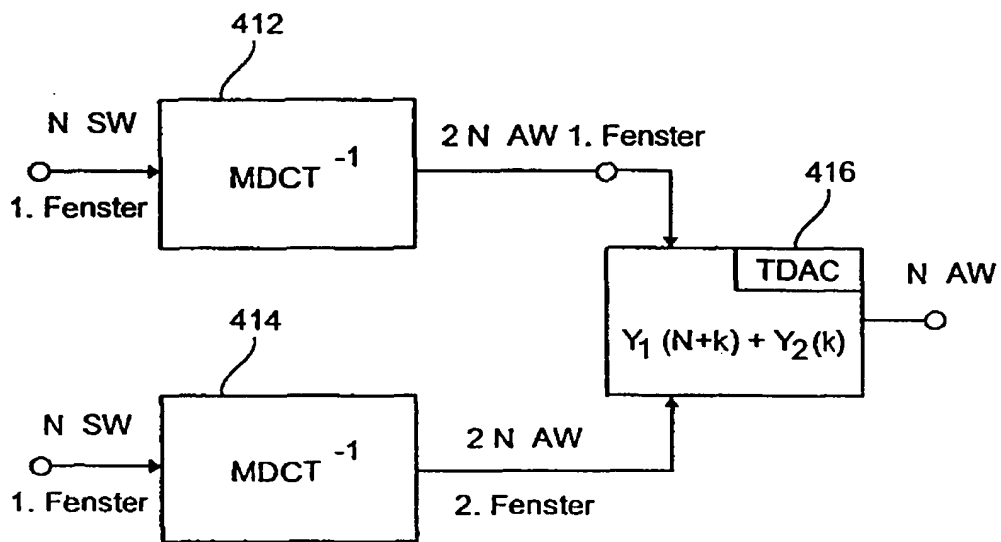 412
N SW
1. Fenster
MDCT ⁻¹
2 N AW 1. Fenster
416
TDAC
Y₁ (N+k) + Y₂(k)
N AW
414
N SW
1. Fenster
MDCT ⁻¹
2 N AW
2. Fenster